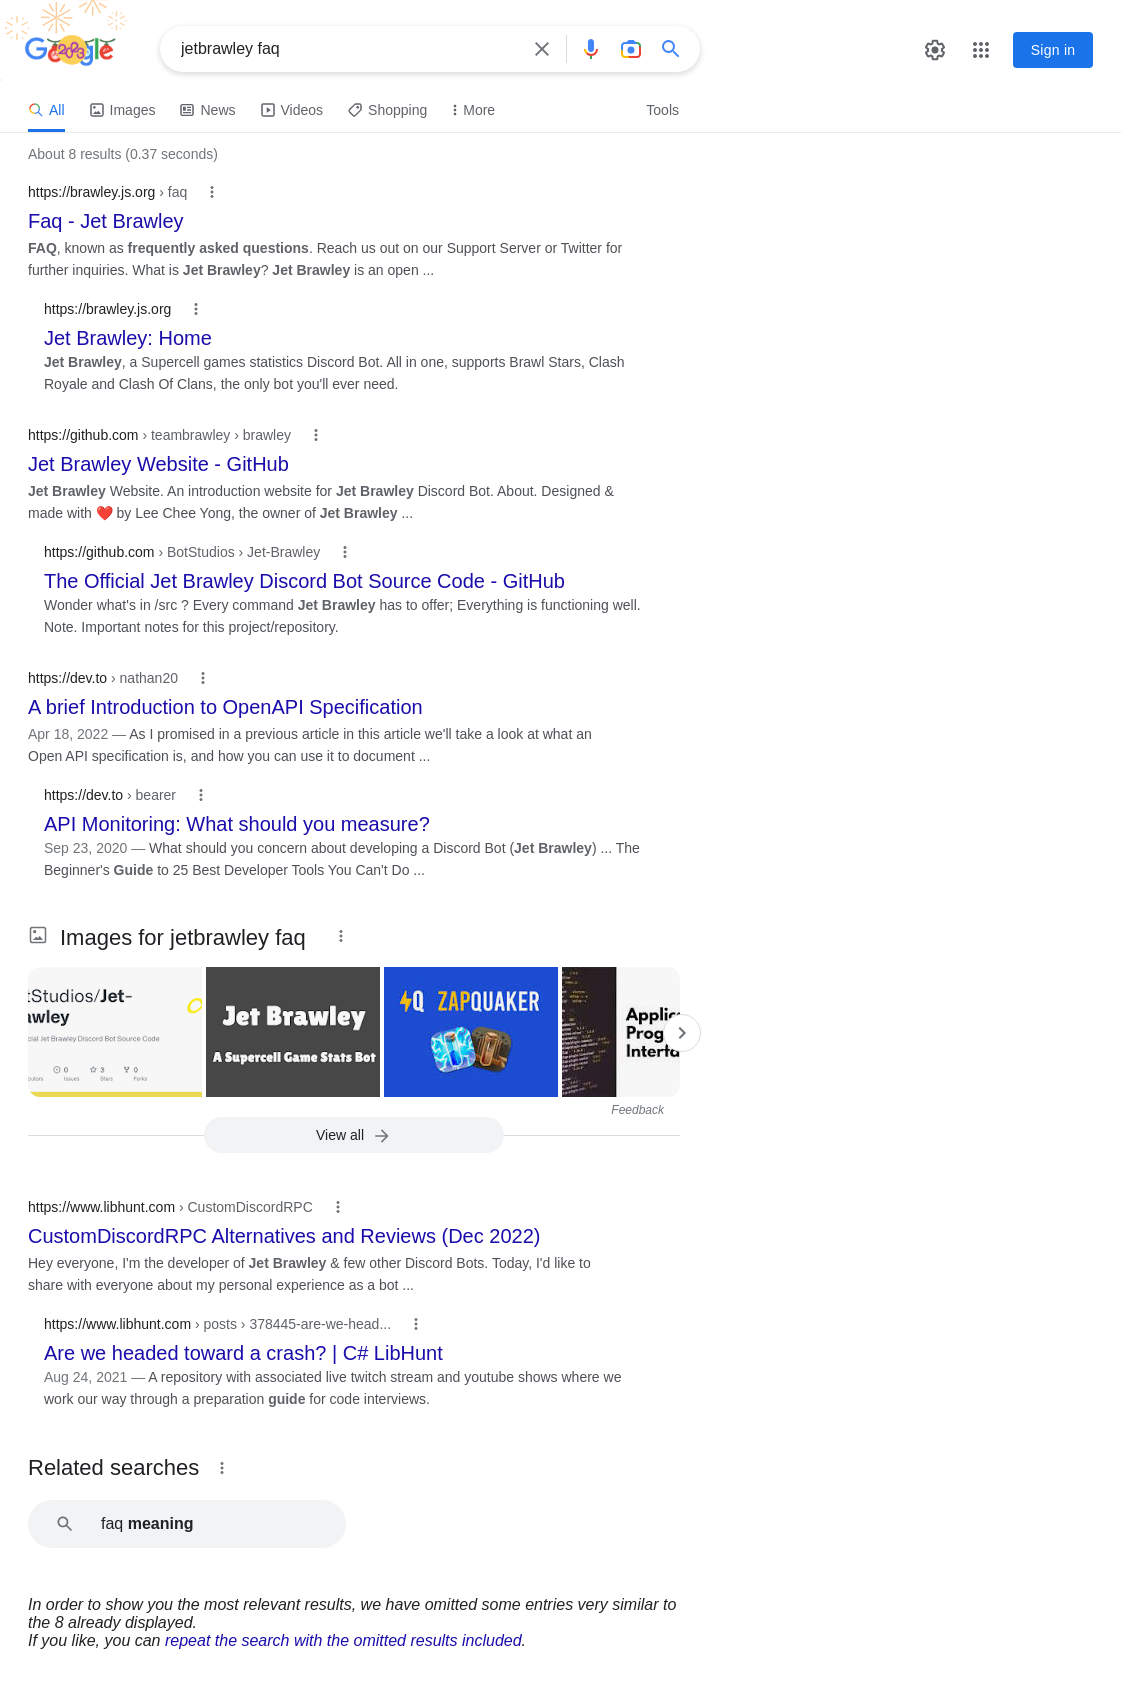 Google
jetbrawley faq
Sign in
All
Images
News
Videos
Shopping
More
Tools
About 8 results (0.37 seconds)
https://brawley.js.org › faq
Faq - Jet Brawley
FAQ, known as frequently asked questions. Reach us out on our Support Server or Twitter for
further inquiries. What is Jet Brawley? Jet Brawley is an open ...
https://brawley.js.org
Jet Brawley: Home
Jet Brawley, a Supercell games statistics Discord Bot. All in one, supports Brawl Stars, Clash
Royale and Clash Of Clans, the only bot you'll ever need.
https://github.com › teambrawley › brawley
Jet Brawley Website - GitHub
Jet Brawley Website. An introduction website for Jet Brawley Discord Bot. About. Designed &
made with ❤️ by Lee Chee Yong, the owner of Jet Brawley ...
https://github.com › BotStudios › Jet-Brawley
The Official Jet Brawley Discord Bot Source Code - GitHub
Wonder what's in /src ? Every command Jet Brawley has to offer; Everything is functioning well.
Note. Important notes for this project/repository.
https://dev.to › nathan20
A brief Introduction to OpenAPI Specification
Apr 18, 2022 — As I promised in a previous article in this article we'll take a look at what an
Open API specification is, and how you can use it to document ...
https://dev.to › bearer
API Monitoring: What should you measure?
Sep 23, 2020 — What should you concern about developing a Discord Bot (Jet Brawley) ... The
Beginner's Guide to 25 Best Developer Tools You Can't Do ...
Images for jetbrawley faq
tStudios/Jet-
awley
cial Jet Brawley Discord Bot Source Code
0 3 0
Issues Stars Forks
Jet Brawley
A Supercell Game Stats Bot
Q ZAPQUAKER
Applic
Prog
Interfa
Feedback
View all
https://www.libhunt.com › CustomDiscordRPC
CustomDiscordRPC Alternatives and Reviews (Dec 2022)
Hey everyone, I'm the developer of Jet Brawley & few other Discord Bots. Today, I'd like to
share with everyone about my personal experience as a bot ...
https://www.libhunt.com › posts › 378445-are-we-head...
Are we headed toward a crash? | C# LibHunt
Aug 24, 2021 — A repository with associated live twitch stream and youtube shows where we
work our way through a preparation guide for code interviews.
Related searches
faq meaning
In order to show you the most relevant results, we have omitted some entries very similar to
the 8 already displayed.
If you like, you can repeat the search with the omitted results included.